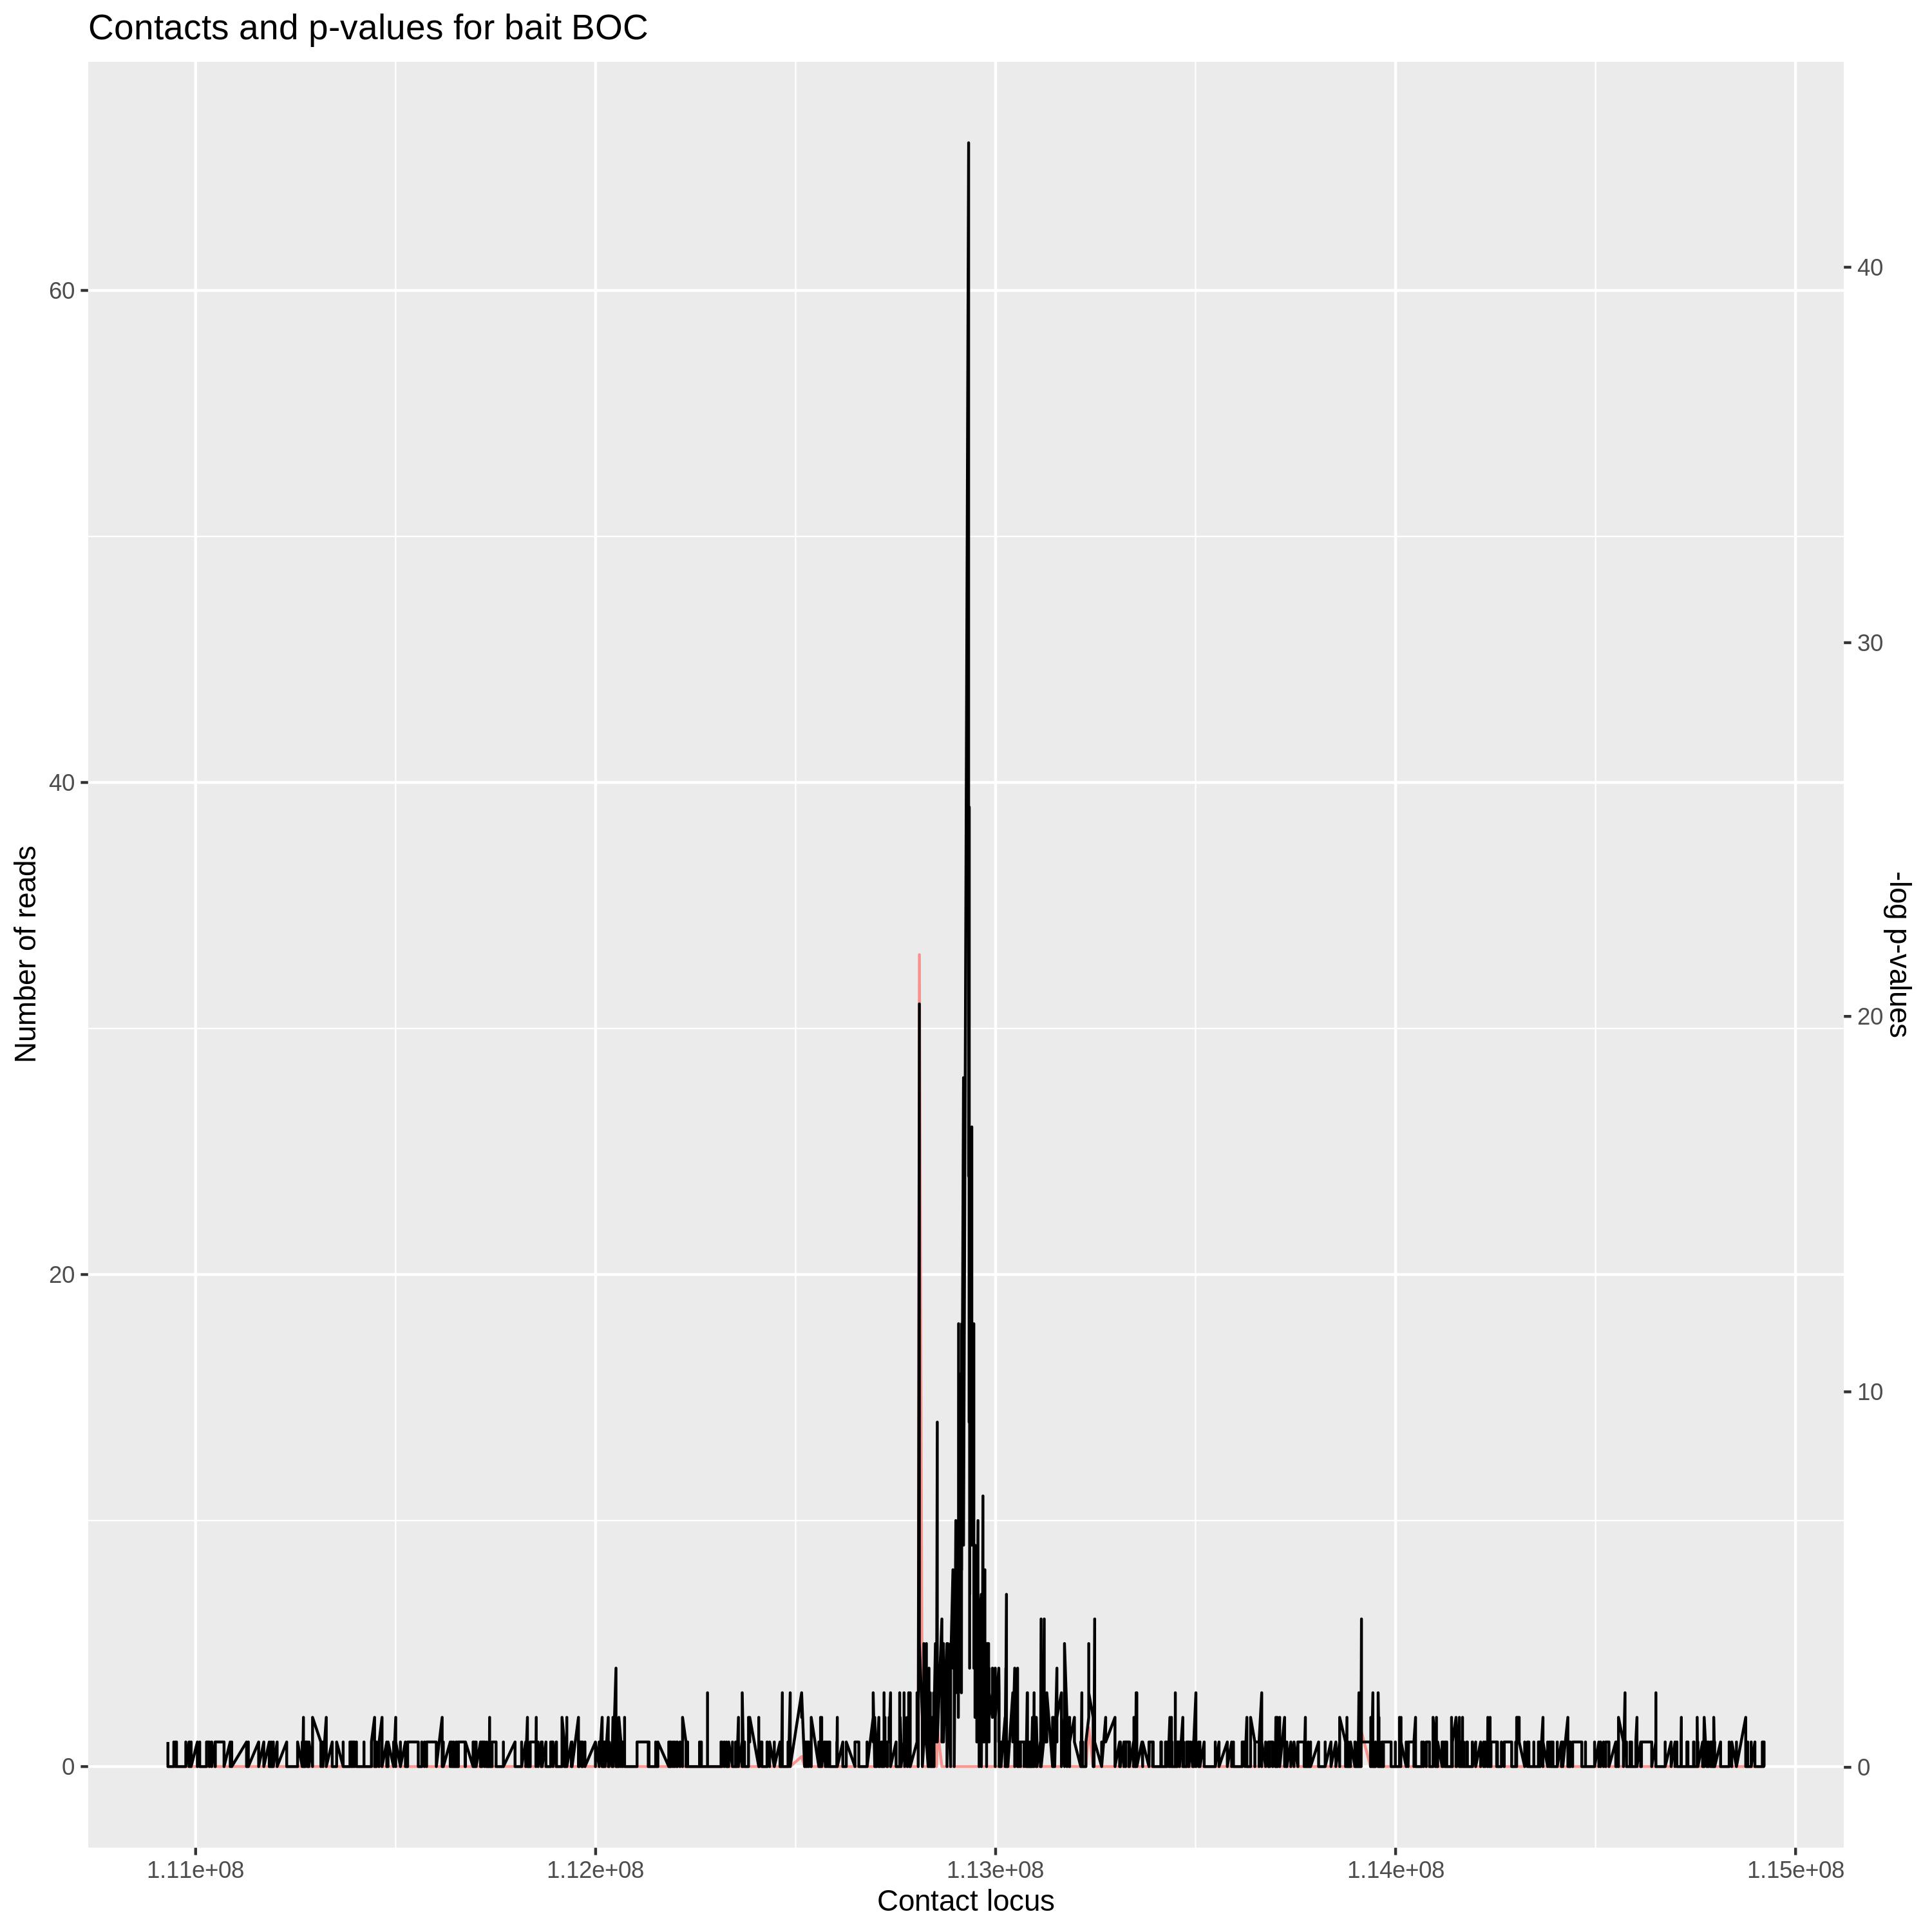 Contacts and p-values for bait BOC
60
40
20
0
Number of reads
40
30
20
10
0
-log p-values
1.11e+08
1.12e+08
1.13e+08
1.14e+08
1.15e+08
Contact locus